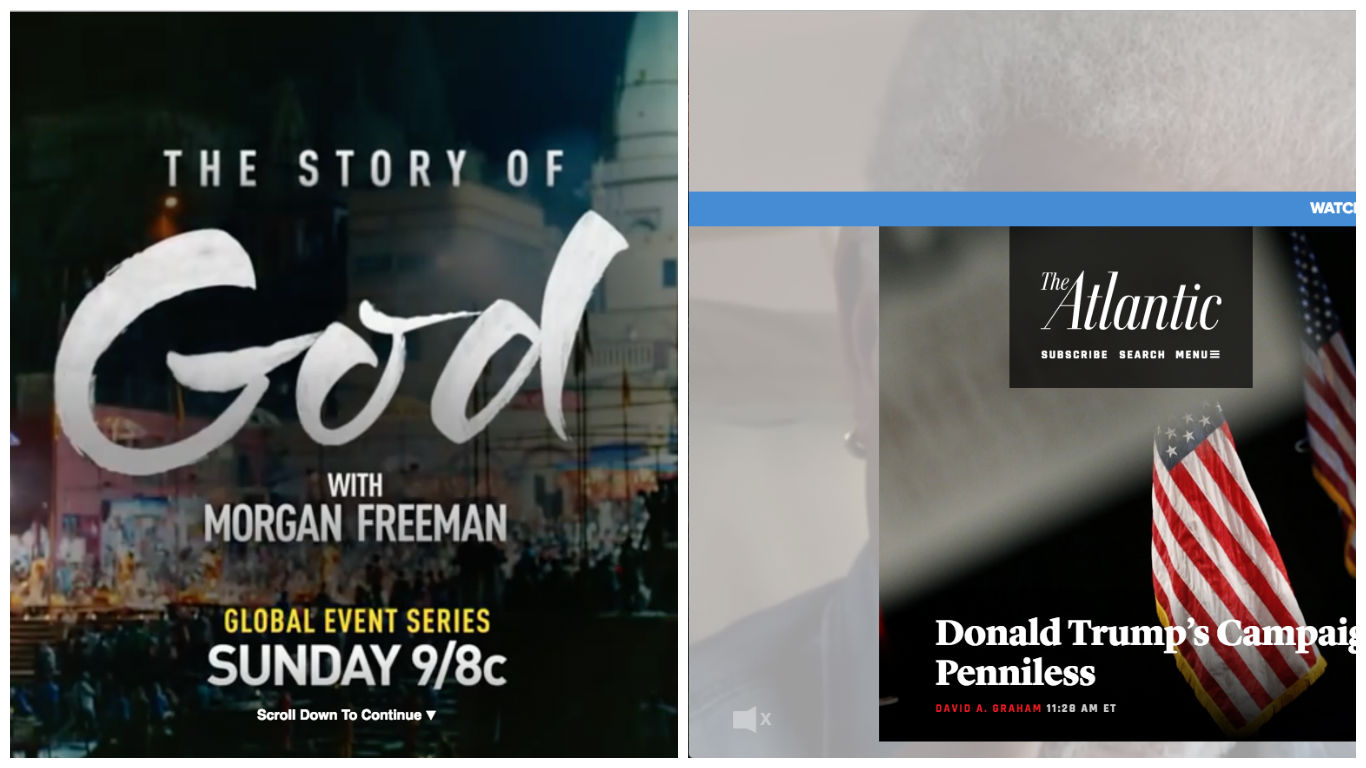 THE STORY OF
God
WITH
MORGAN FREEMAN
GLOBAL EVENT SERIES
SUNDAY 9/8c
Scroll Down To Continue ▼
WATC
The Atlantic
SUBSCRIBE SEARCH MENU
Donald Trump's Campaig
Penniless
DAVID A. GRAHAM 11:28 AM ET
X